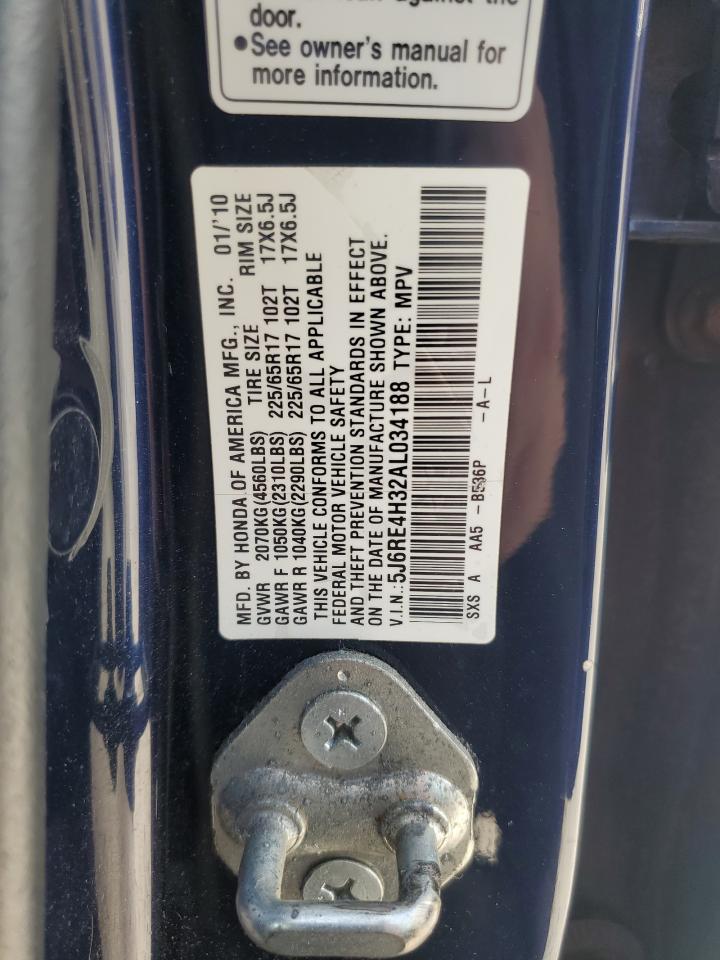 against the
door.
•See owner's manual for
more information.
MFD. BY HONDA OF AMERICA MFG., INC. 01/'10
TIRE SIZE RIM SIZE
GVWR 2070KG(4560LBS)
GAWR F 1050KG(2310LBS) 225/65R17 102T 17X6.5J
GAWR R 1040KG(2290LBS) 225/65R17 102T 17X6.5J
THIS VEHICLE CONFORMS TO ALL APPLICABLE
FEDERAL MOTOR VEHICLE SAFETY
AND THEFT PREVENTION STANDARDS IN EFFECT
ON THE DATE OF MANUFACTURE SHOWN ABOVE.
V.I.N.:5J6RE4H32AL034188 TYPE: MPV
SXS A AA5 -B536P -A-L